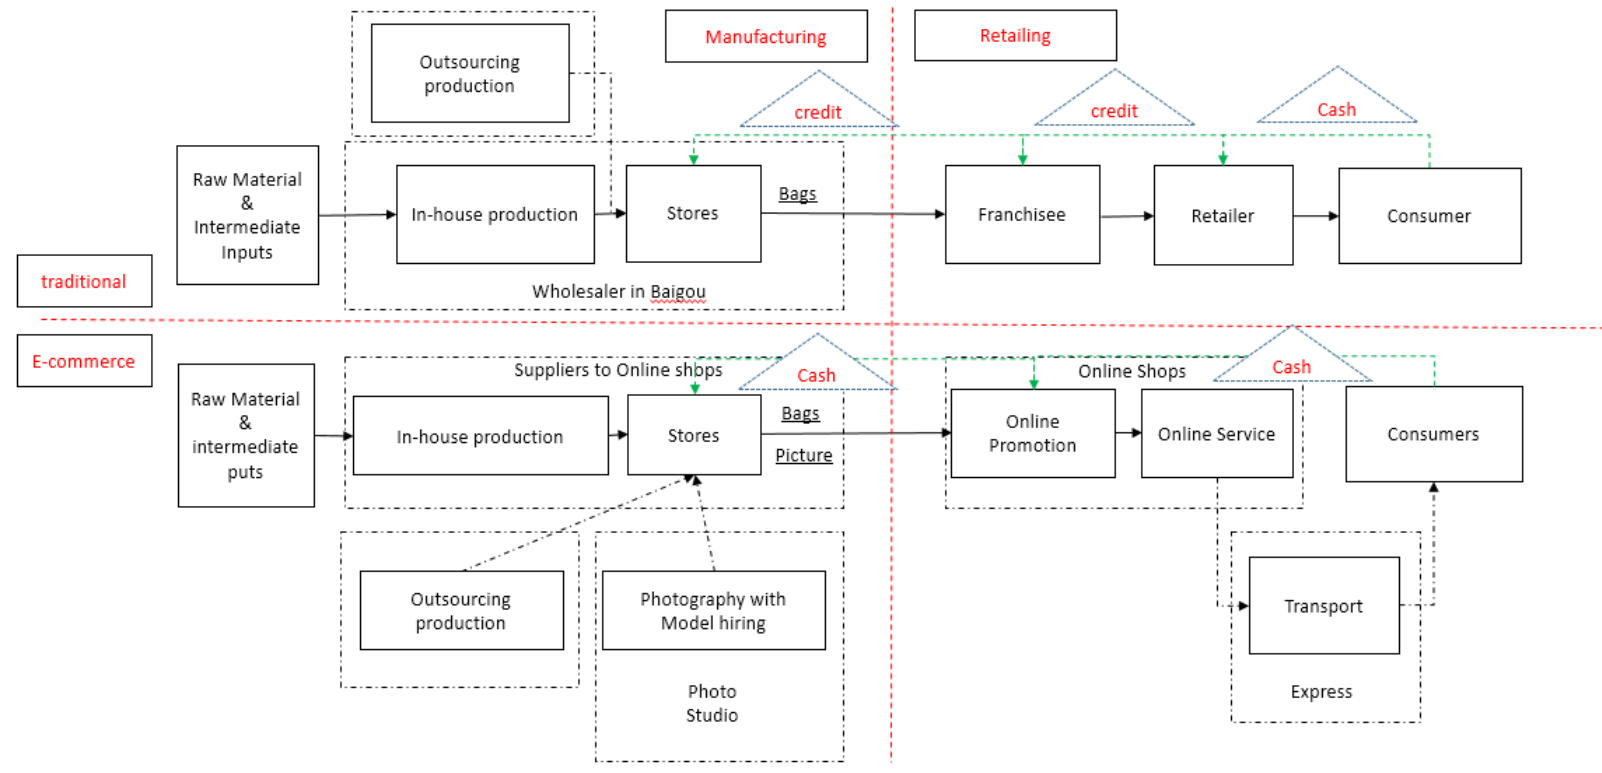 Outsourcing
production
Manufacturing
Retailing
credit
credit
Cash
Raw Material
&
Intermediate
Inputs
In-house production
Stores
Bags
Franchisee
Retailer
Consumer
traditional
Wholesaler in Baigou
E-commerce
Suppliers to Online shops
Cash
Online Shops
Cash
Raw Material
&
intermediate
puts
In-house production
Stores
Bags
Picture
Online
Promotion
Online Service
Consumers
Outsourcing
production
Photography with
Model hiring
Transport
Photo
Studio
Express